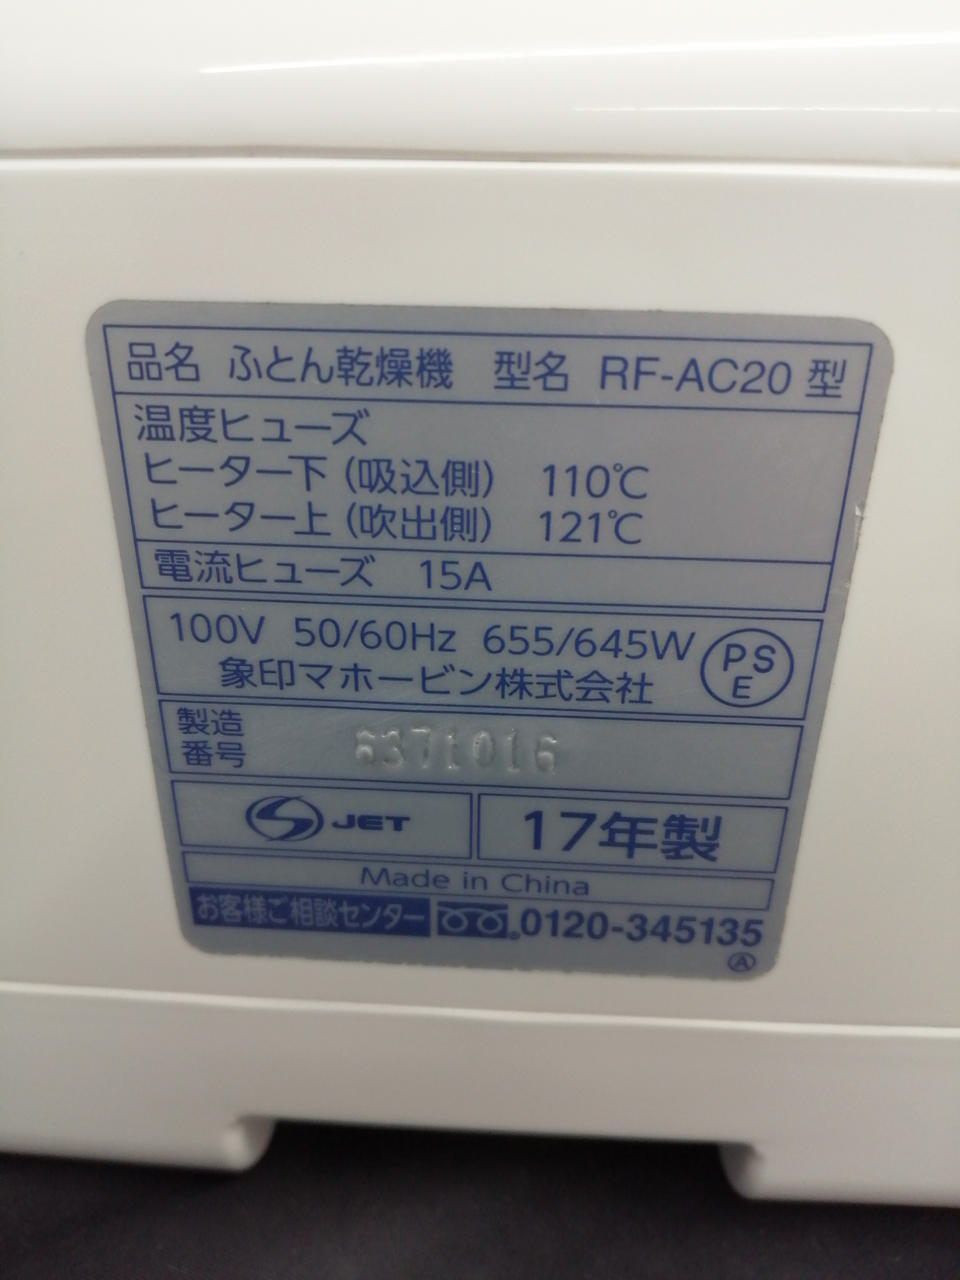 品名 ふとん乾燥機 型名 RF-AC20 型
温度ヒューズ
ヒーター下 (吸込側) 110℃
ヒーター上 (吹出側) 121℃
電流ヒューズ 15A
100V 50/60Hz 655/645W
PS
E
象印マホービン株式会社
製造
番号 6371016
JET 17年製
Made in China
お客様ご相談センター 0120-345135
Ⓐ